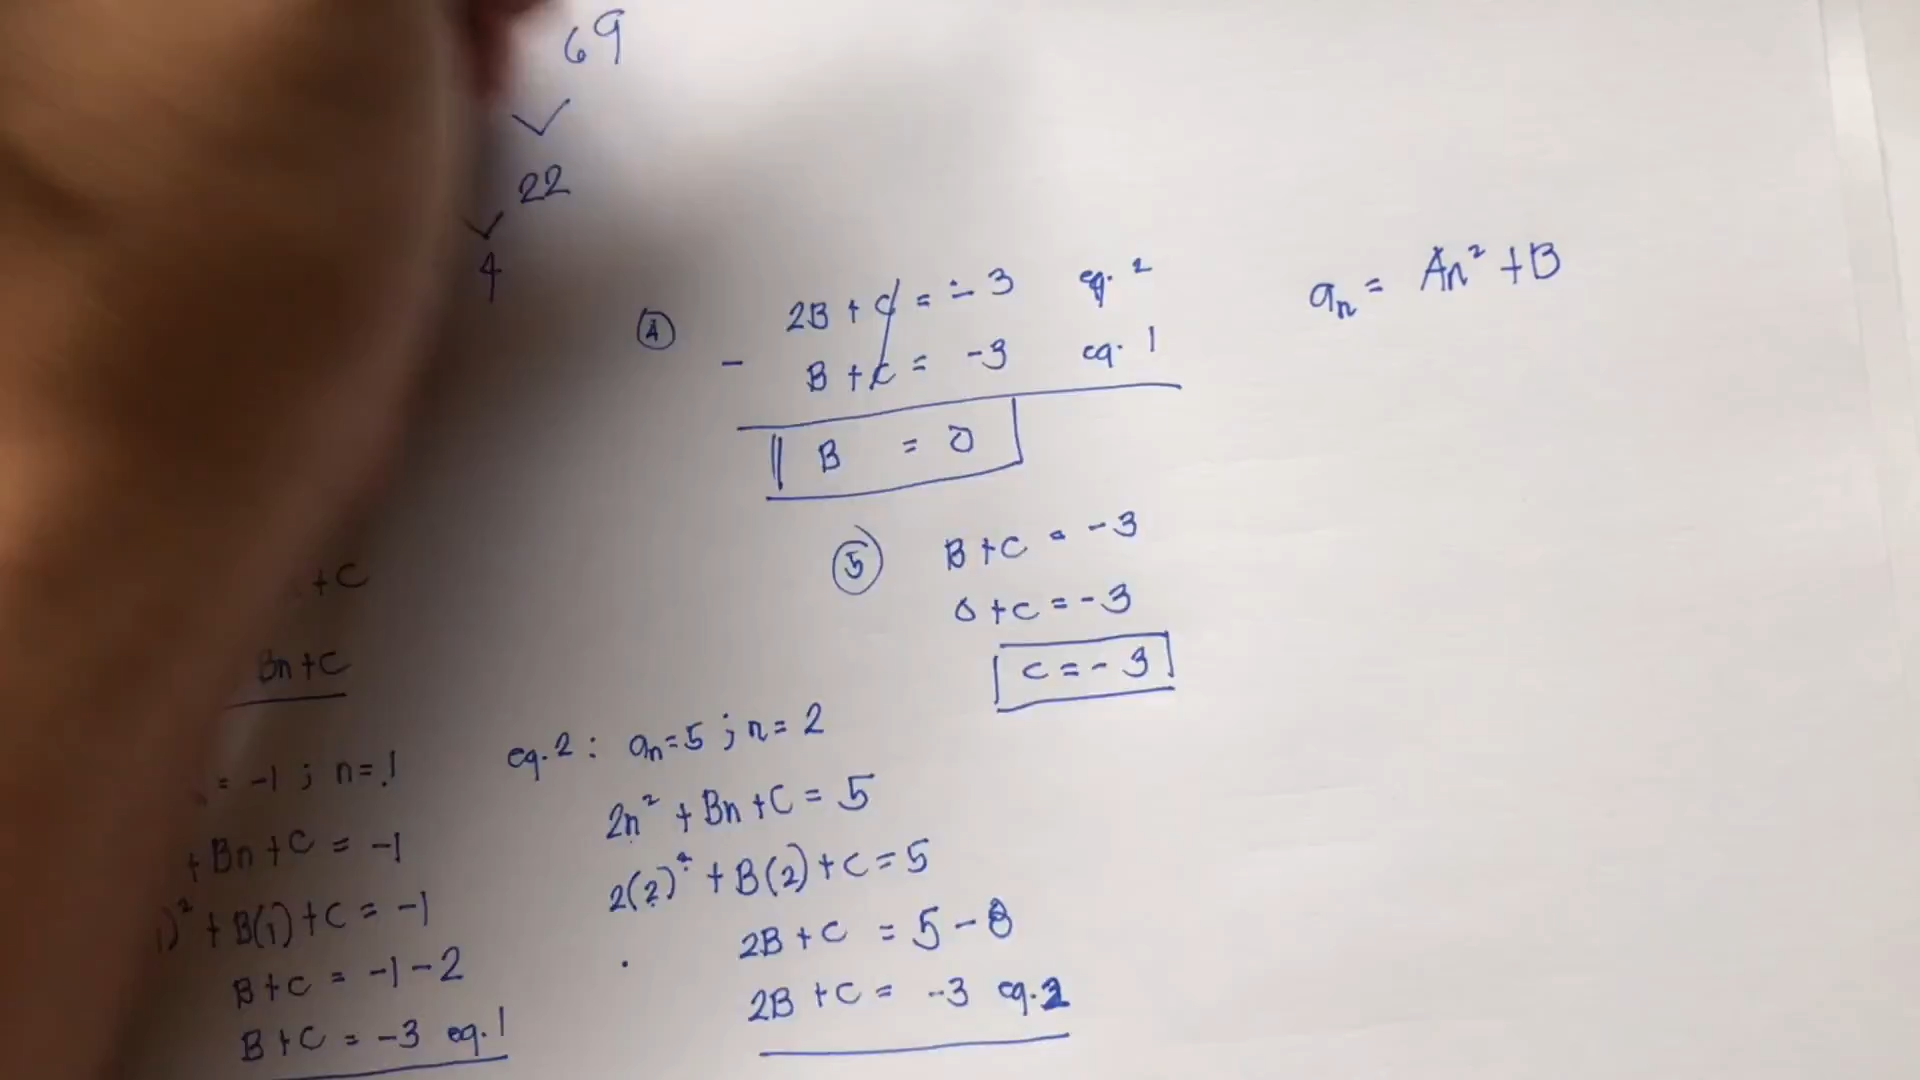 69
22
4
④ 2B + C = -3 eq. 2
- B + C = -3 eq. 1
B = 0
aₙ = An² + B
⑤ B + C = -3
0 + C = -3
C = -3
+ C
Bn + C
= -1 ; n = 1
+ Bn + C = -1
)² + B(1) + C = -1
B + C = -1 - 2
B + C = -3 eq. 1
eq. 2 : aₙ = 5 ; n = 2
2n² + Bn + C = 5
2(2)² + B(2) + C = 5
2B + C = 5 - 8
2B + C = -3 eq. 2